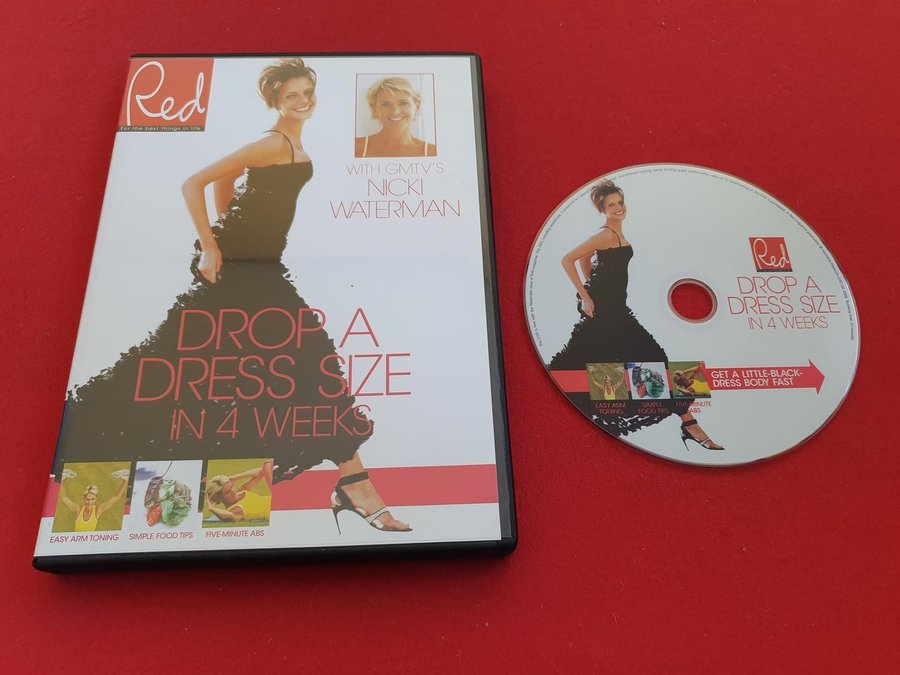 Red
For the best things in life
WITH GMTV'S
NICKI
WATERMAN
DROP A
DRESS SIZE
IN 4 WEEKS
EASY ARM TONING
SIMPLE FOOD TIPS
FIVE-MINUTE ABS
Red
DROP A
DRESS SIZE
IN 4 WEEKS
GET A LITTLE-BLACK-
DRESS BODY FAST
EASY ARM
TONING
SIMPLE
FOOD TIPS
FIVE-MINUTE
ABS